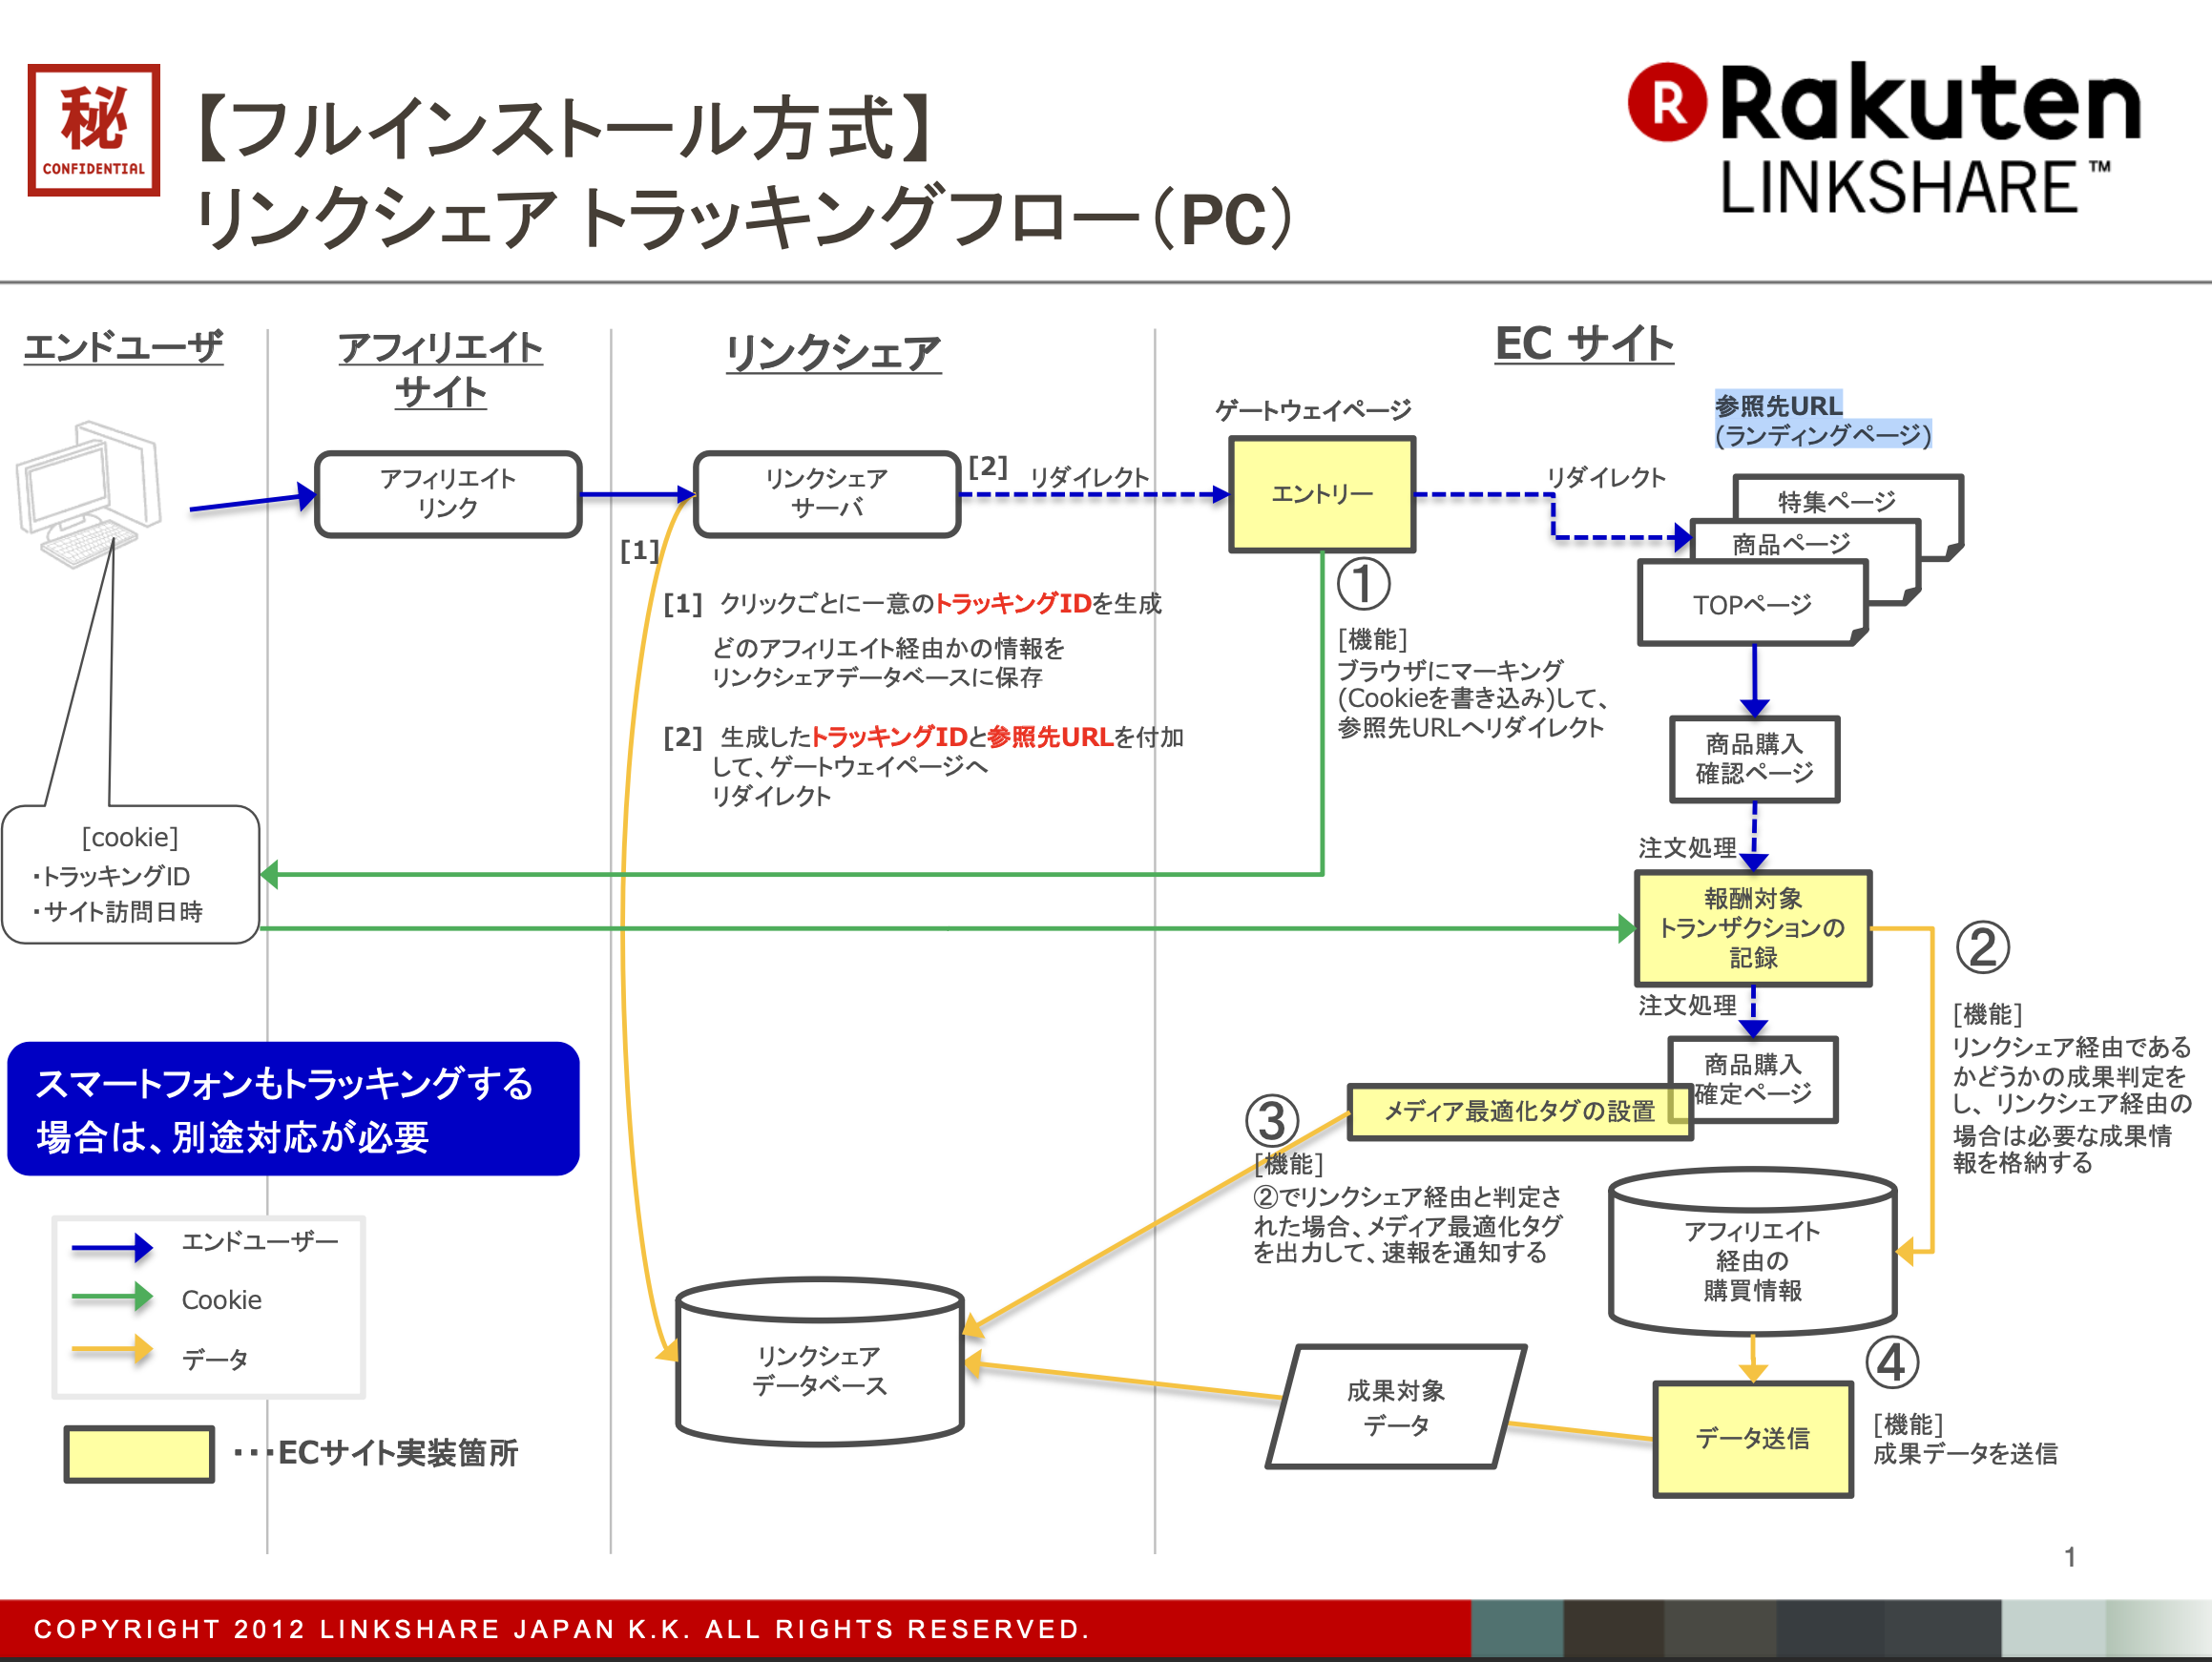 秘
CONFIDENTIAL
【フルインストール方式】
リンクシェア トラッキングフロー（PC）
R Rakuten
LINKSHARE™
エンドユーザ
アフィリエイト
サイト
リンクシェア
EC サイト
ゲートウェイページ
参照先URL
(ランディングページ)
アフィリエイト
リンク
リンクシェア
サーバ
[2]
リダイレクト
エントリー
リダイレクト
特集ページ
商品ページ
TOPページ
[1]
[1] クリックごとに一意のトラッキングIDを生成
どのアフィリエイト経由かの情報を
リンクシェアデータベースに保存
[2] 生成したトラッキングIDと参照先URLを付加
して、ゲートウェイページへ
リダイレクト
①
[機能]
ブラウザにマーキング
(Cookieを書き込み)して、
参照先URLへリダイレクト
商品購入
確認ページ
[cookie]
・トラッキングID
・サイト訪問日時
注文処理
報酬対象
トランザクションの
記録
②
[機能]
リンクシェア経由である
かどうかの成果判定を
し、リンクシェア経由の
場合は必要な成果情
報を格納する
注文処理
商品購入
確定ページ
メディア最適化タグの設置
③
[機能]
②でリンクシェア経由と判定さ
れた場合、メディア最適化タグ
を出力して、速報を通知する
スマートフォンもトラッキングする
場合は、別途対応が必要
エンドユーザー
Cookie
データ
・・・ECサイト実装箇所
アフィリエイト
経由の
購買情報
リンクシェア
データベース
成果対象
データ
④
データ送信
[機能]
成果データを送信
1
COPYRIGHT 2012 LINKSHARE JAPAN K.K. ALL RIGHTS RESERVED.